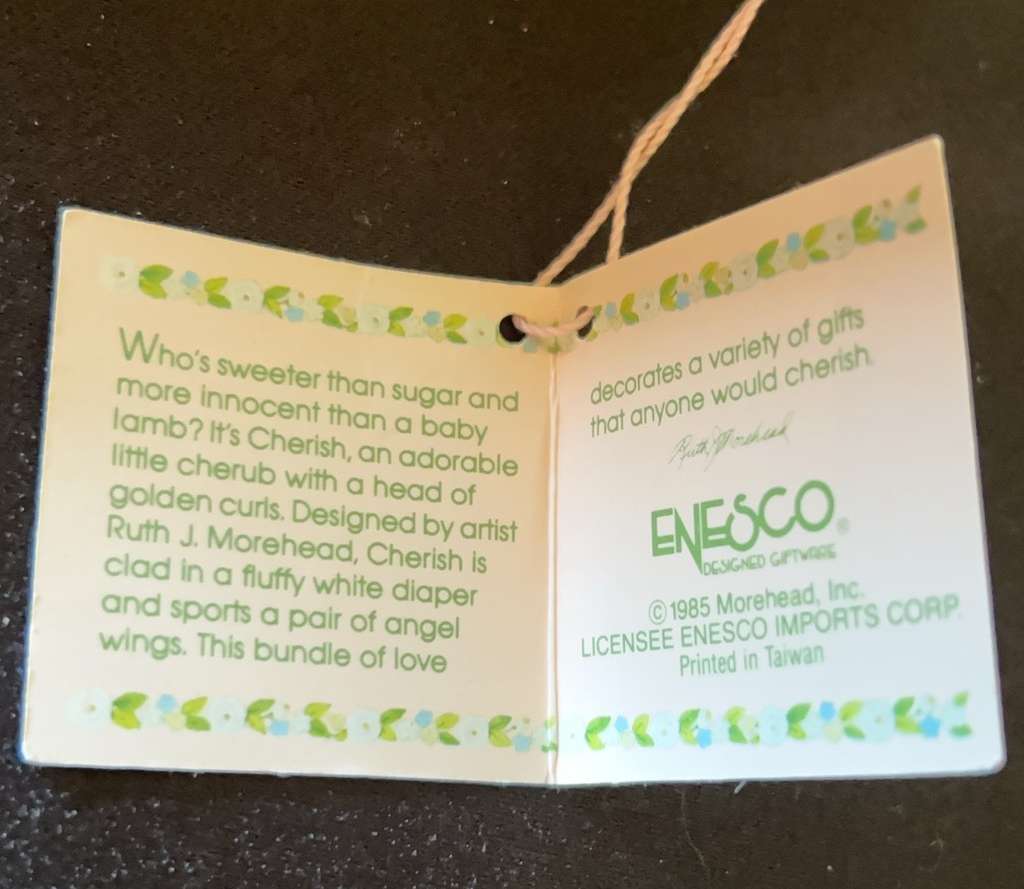 Who's sweeter than sugar and
more innocent than a baby
lamb? It's Cherish, an adorable
little cherub with a head of
golden curls. Designed by artist
Ruth J. Morehead, Cherish is
clad in a fluffy white diaper
and sports a pair of angel
wings. This bundle of love
decorates a variety of gifts
that anyone would cherish.
Ruth J Morehead
ENESCO®
DESIGNED GIFTWARE
© 1985 Morehead, Inc.
LICENSEE ENESCO IMPORTS CORP.
Printed in Taiwan